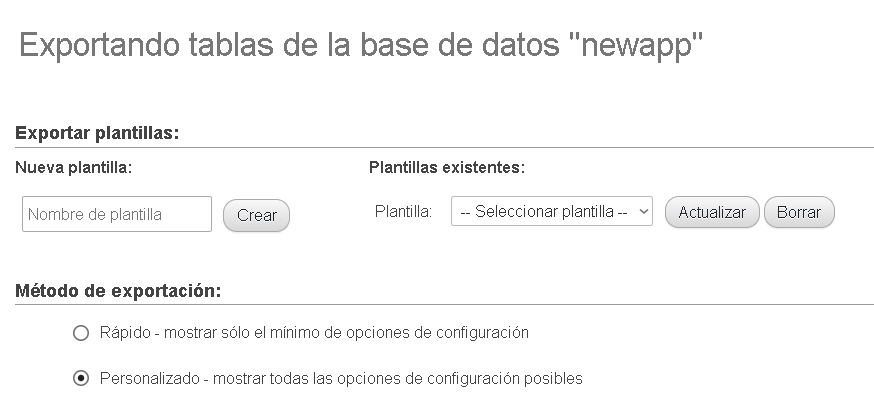 Exportando tablas de la base de datos "newapp"
Exportar plantillas:
Nueva plantilla:
Nombre de plantilla
Crear
Plantillas existentes:
Plantilla:
-- Seleccionar plantilla --
Actualizar
Borrar
Método de exportación:
Rápido - mostrar sólo el mínimo de opciones de configuración
Personalizado - mostrar todas las opciones de configuración posibles